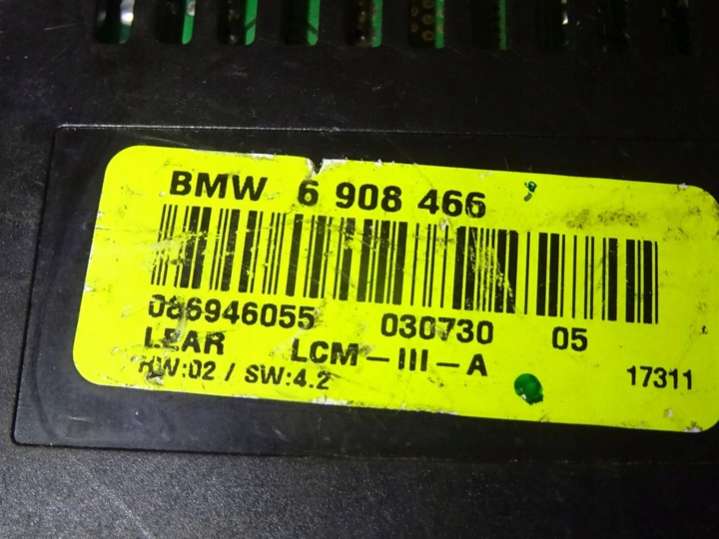 BMW 6 908 466
086946055 030730 05
LEAR LCM-III-A
HW:02 / SW:4.2 17311